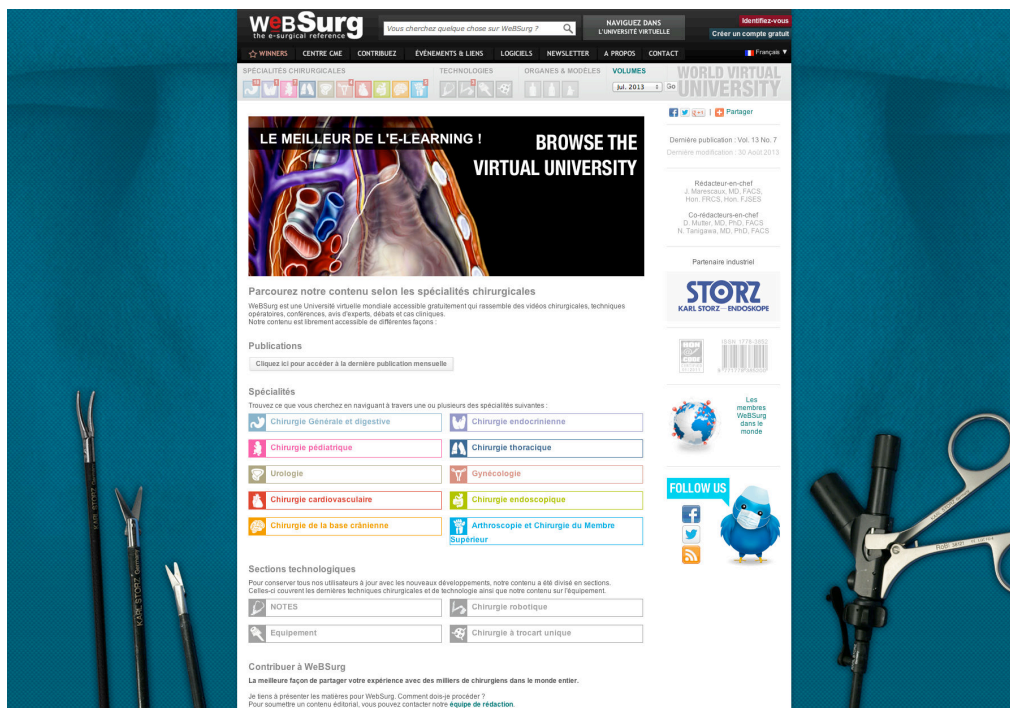 WeBSurg
the e-surgical reference
Vous cherchez quelque chose sur WeBSurg ?
NAVIGUEZ DANS
L'UNIVERSITÉ VIRTUELLE
Identifiez-vous
Créer un compte gratuit
WINNERS CENTRE CME CONTRIBUEZ ÉVÉNEMENTS & LIENS LOGICIELS NEWSLETTER A PROPOS CONTACT Français
SPÉCIALITÉS CHIRURGICALES TECHNOLOGIES ORGANES & MODÈLES VOLUMES
Jul. 2013 Go
WORLD VIRTUAL
UNIVERSITY
Partager
LE MEILLEUR DE L'E-LEARNING !
BROWSE THE
VIRTUAL UNIVERSITY
Dernière publication : Vol. 13 No. 7
Dernière modification : 30 Août 2013
Rédacteur-en-chef
J. Marescaux, MD, FACS,
Hon. FRCS, Hon. FJSES
Co-rédacteurs-en-chef
D. Mutter, MD, PhD, FACS
N. Tanigawa, MD, PhD, FACS
Partenaire industriel
STORZ
KARL STORZ—ENDOSKOPE
ISSN 1778-3852
Les
membres
WeBSurg
dans le
monde
FOLLOW US
Parcourez notre contenu selon les spécialités chirurgicales
WeBSurg est une Université virtuelle mondiale accessible gratuitement qui rassemble des vidéos chirurgicales, techniques
opératoires, conférences, avis d'experts, débats et cas cliniques.
Notre contenu est librement accessible de différentes façons :
Publications
Cliquez ici pour accéder à la dernière publication mensuelle
Spécialités
Trouvez ce que vous cherchez en naviguant à travers une ou plusieurs des spécialités suivantes :
Chirurgie Générale et digestive
Chirurgie endocrinienne
Chirurgie pédiatrique
Chirurgie thoracique
Urologie
Gynécologie
Chirurgie cardiovasculaire
Chirurgie endoscopique
Chirurgie de la base crânienne
Arthroscopie et Chirurgie du Membre
Supérieur
Sections technologiques
Pour conserver tous nos utilisateurs à jour avec les nouveaux développements, notre contenu a été divisé en sections.
Celles-ci couvrent les dernières techniques chirurgicales et de technologie ainsi que notre contenu sur l'équipement.
NOTES
Chirurgie robotique
Equipement
Chirurgie à trocart unique
Contribuer à WeBSurg
La meilleure façon de partager votre expérience avec des milliers de chirurgiens dans le monde entier.
Je tiens à présenter les matières pour WebSurg. Comment dois-je procéder ?
Pour soumettre un contenu éditorial, vous pouvez contacter notre équipe de rédaction.
KARL STORZ Germany
KARL STORZ